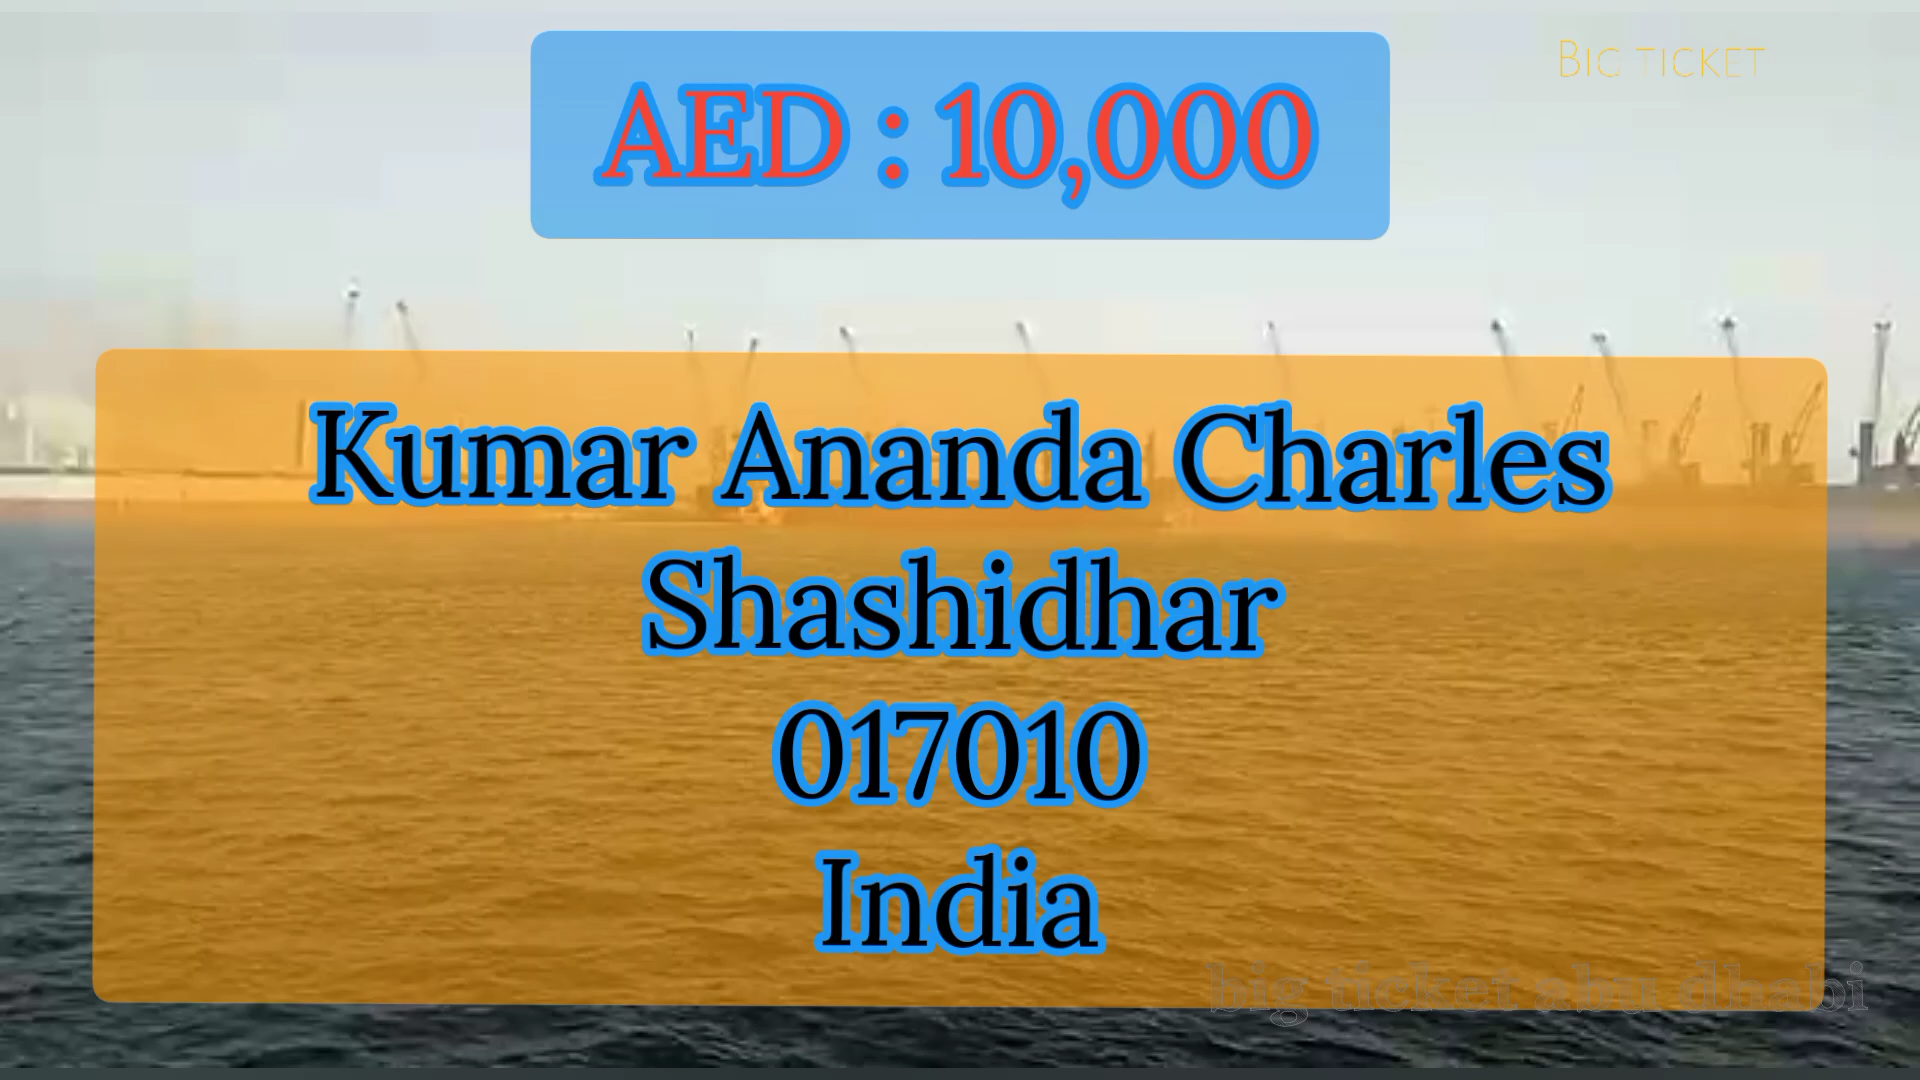 BIG TICKET
AED : 10,000
Kumar Ananda Charles
Shashidhar
017010
India
big ticket abu dhabi